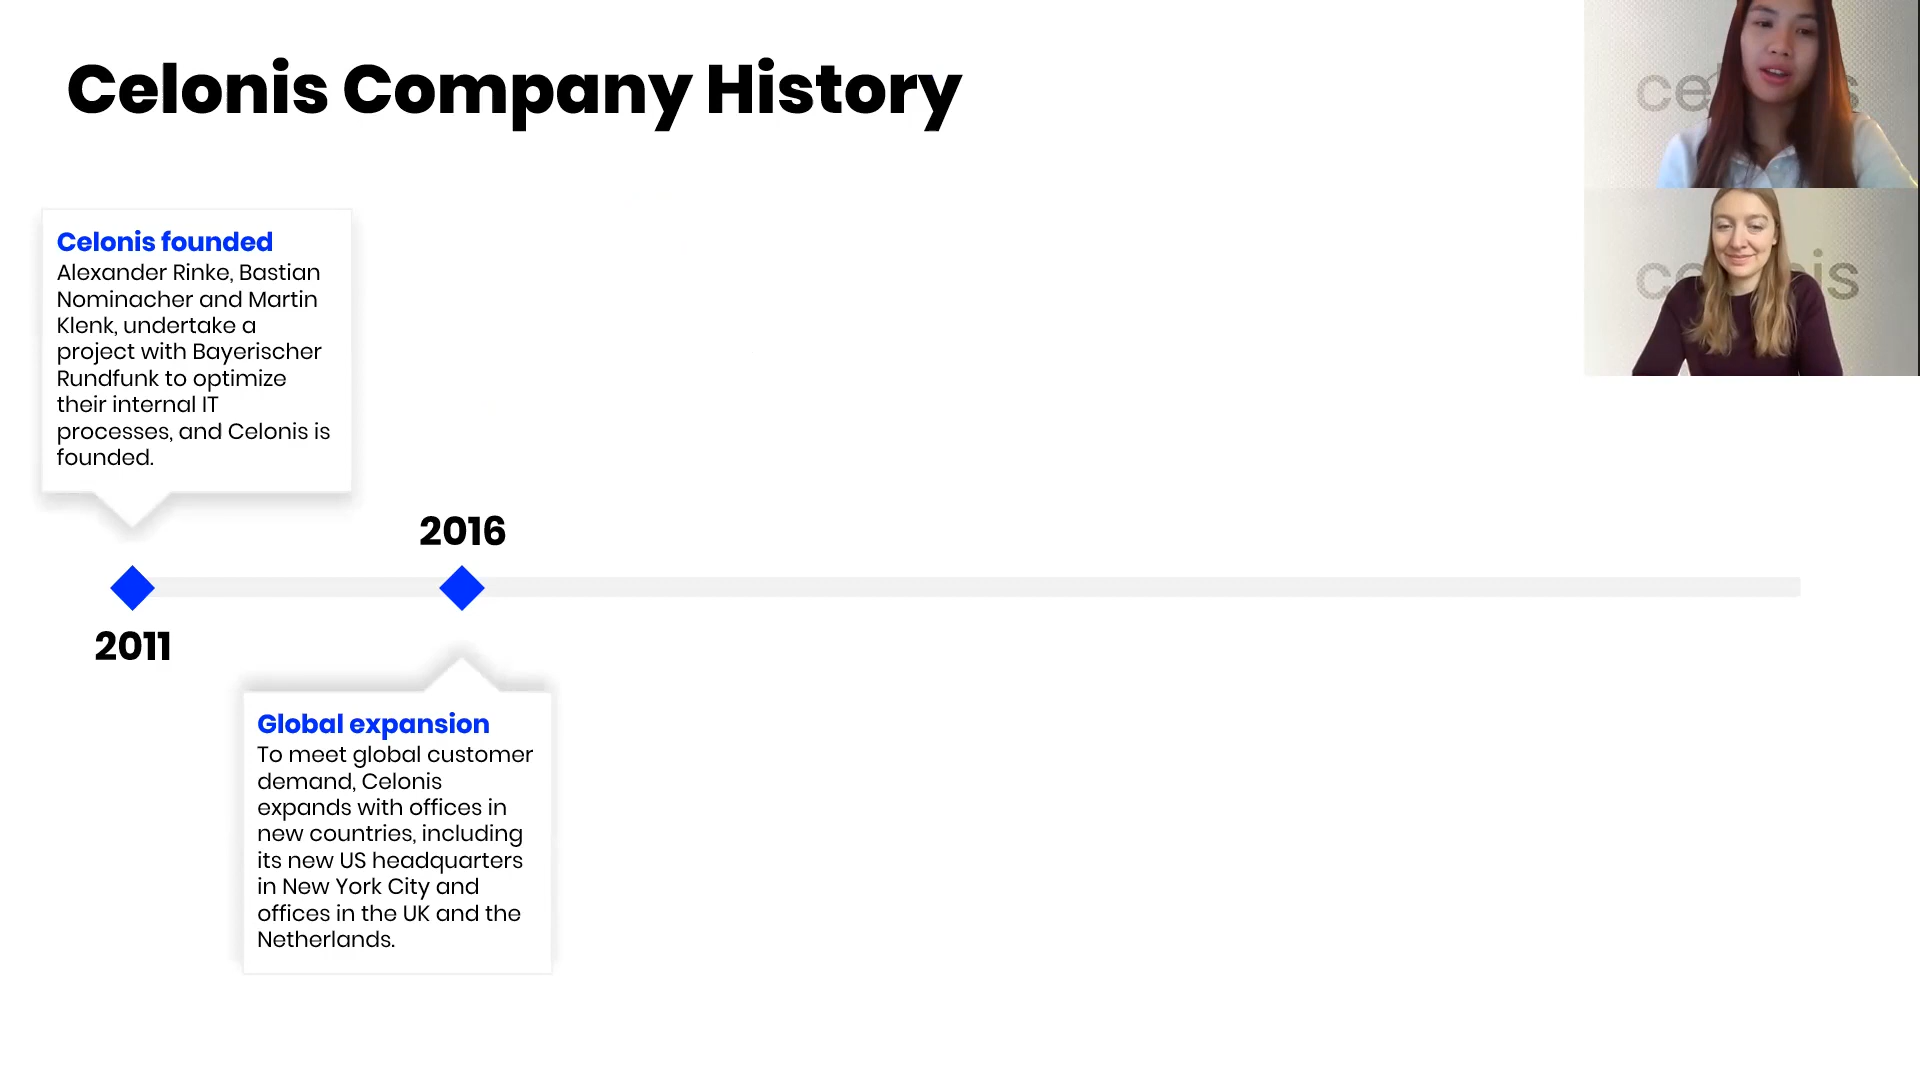 Celonis Company History
Celonis founded
Alexander Rinke, Bastian
Nominacher and Martin
Klenk, undertake a
project with Bayerischer
Rundfunk to optimize
their internal IT
processes, and Celonis is
founded.
2016
2011
Global expansion
To meet global customer
demand, Celonis
expands with offices in
new countries, including
its new US headquarters
in New York City and
offices in the UK and the
Netherlands.